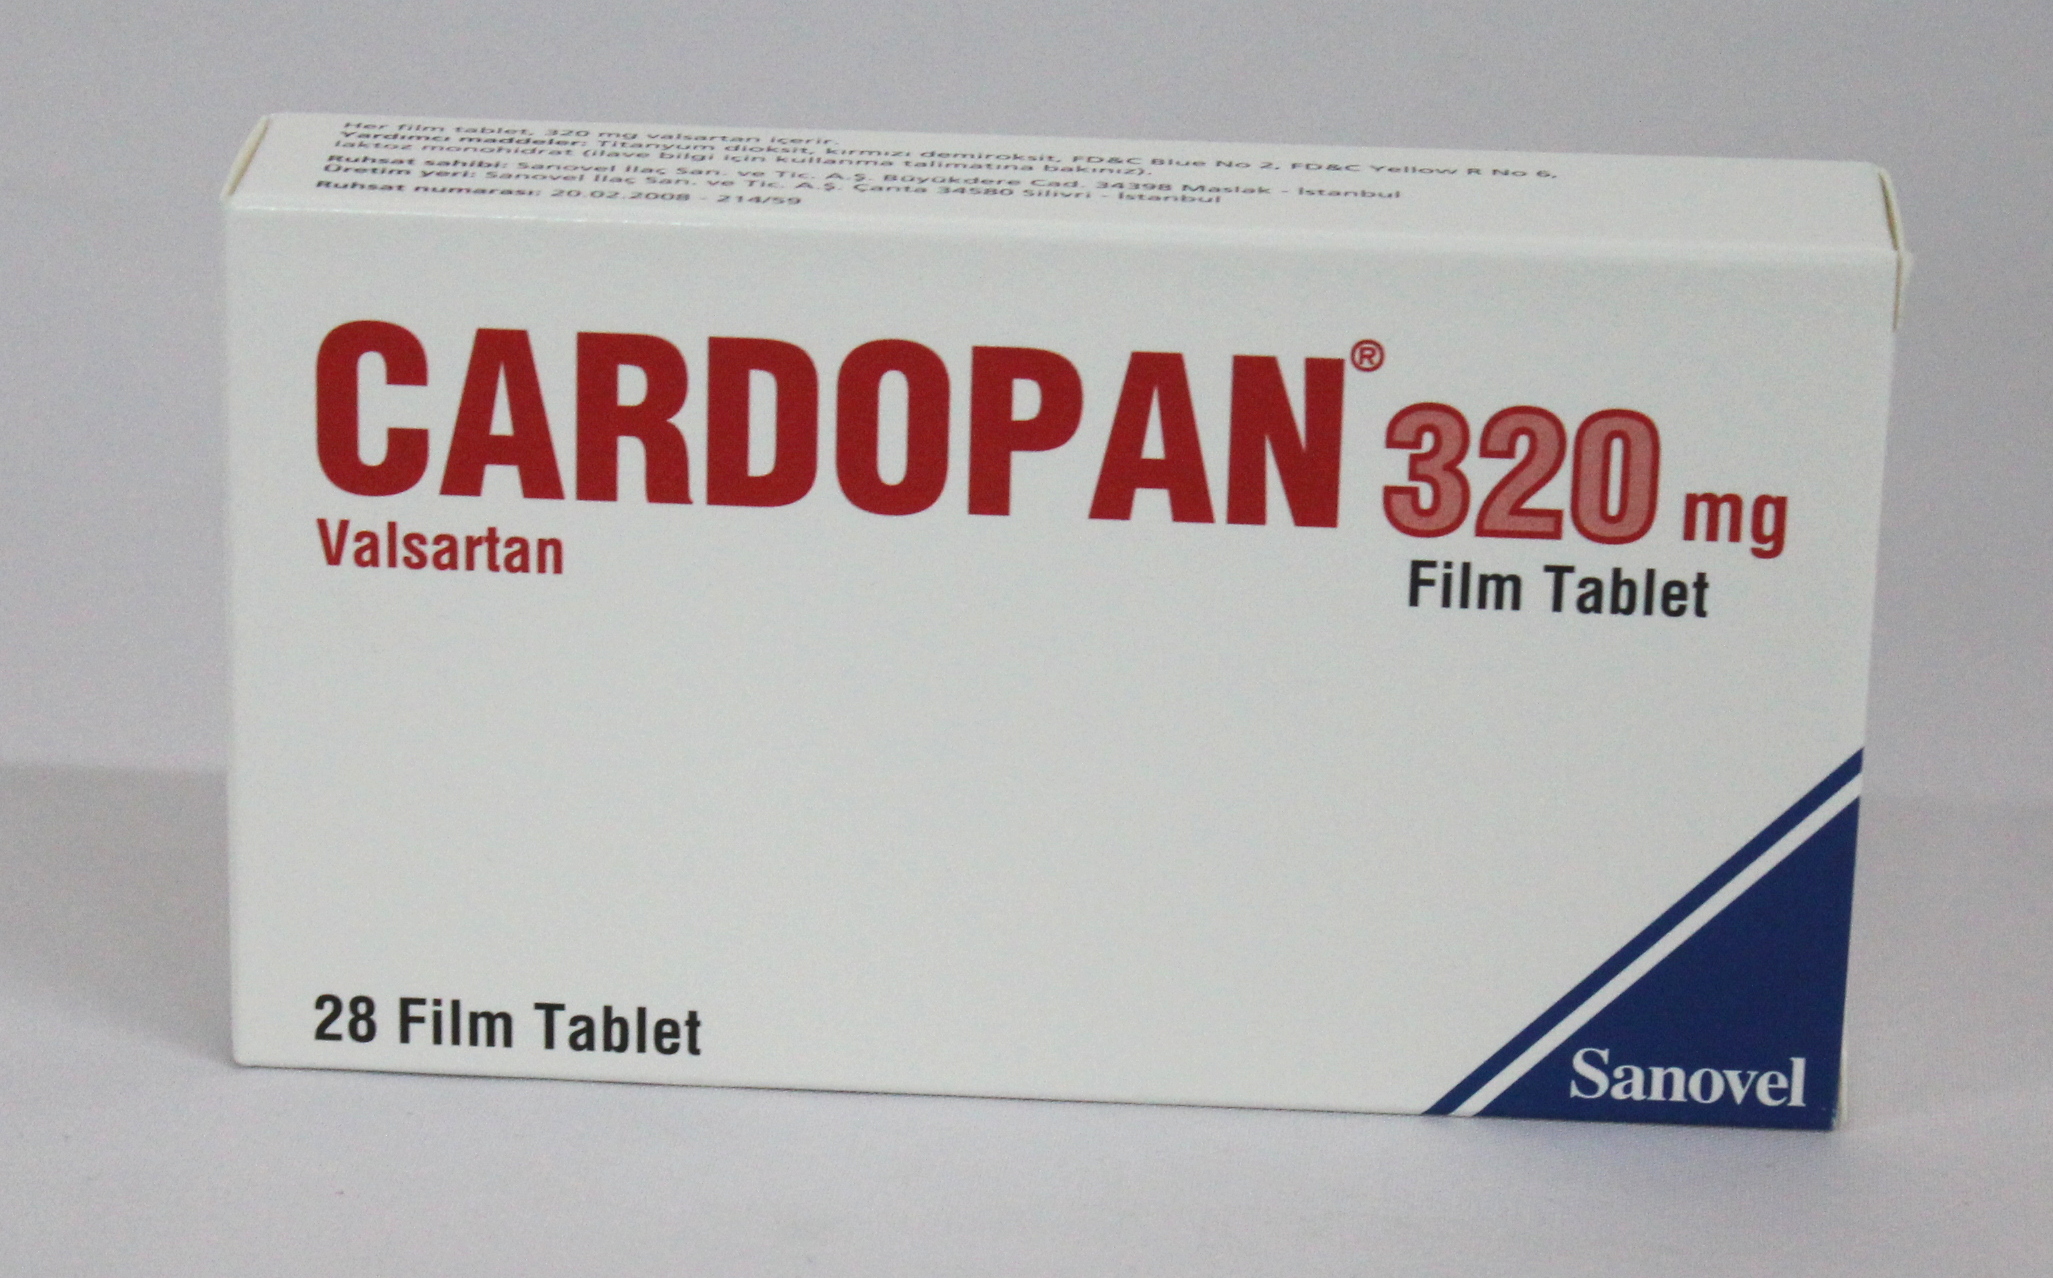 Her film tablet, 320 mg valsartan içerir.
Yardımcı maddeler: Titanyum dioksit, kırmızı demiroksit, FD&C Blue No 2, FD&C Yellow R No 6,
laktoz monohidrat (ilave bilgi için kullanma talimatına bakınız).
Ruhsat sahibi: Sanovel İlaç San. ve Tic. A.Ş. Büyükdere Cad. 34398 Maslak - İstanbul
Üretim yeri: Sanovel İlaç San. ve Tic. A.Ş. Çanta 34580 Silivri - İstanbul
Ruhsat numarası: 20.02.2008 - 214/59
CARDOPAN® 320 mg
Valsartan
Film Tablet
28 Film Tablet
Sanovel